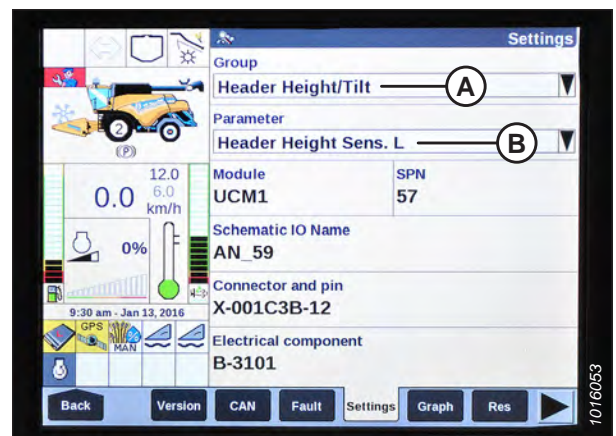 Settings
Group
Header Height/Tilt
A
Parameter
Header Height Sens. L
B
2
(P)
12.0
6.0
0.0 km/h
0%
Module
UCM1
SPN
57
Schematic IO Name
AN_59
Connector and pin
X-001C3B-12
Electrical component
B-3101
9:30 am - Jan 13, 2016
GPS
MAN
Back
Version
CAN
Fault
Settings
Graph
Res
1016053